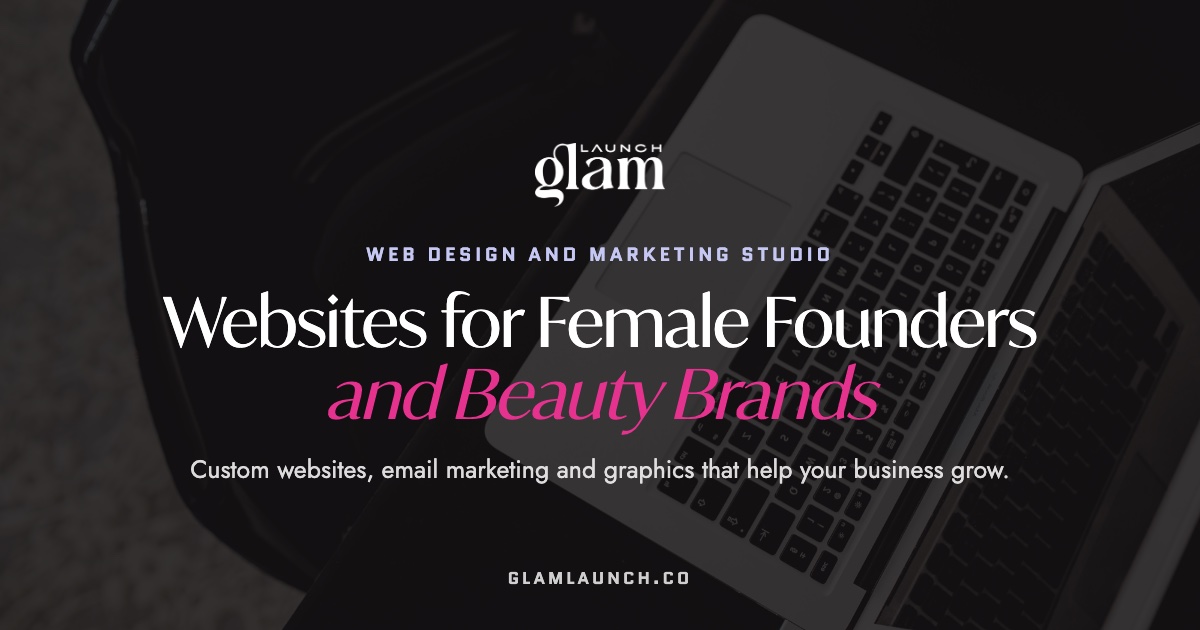 LAUNCH
glam
WEB DESIGN AND MARKETING STUDIO
Websites for Female Founders
and Beauty Brands
Custom websites, email marketing and graphics that help your business grow.
GLAMLAUNCH.CO